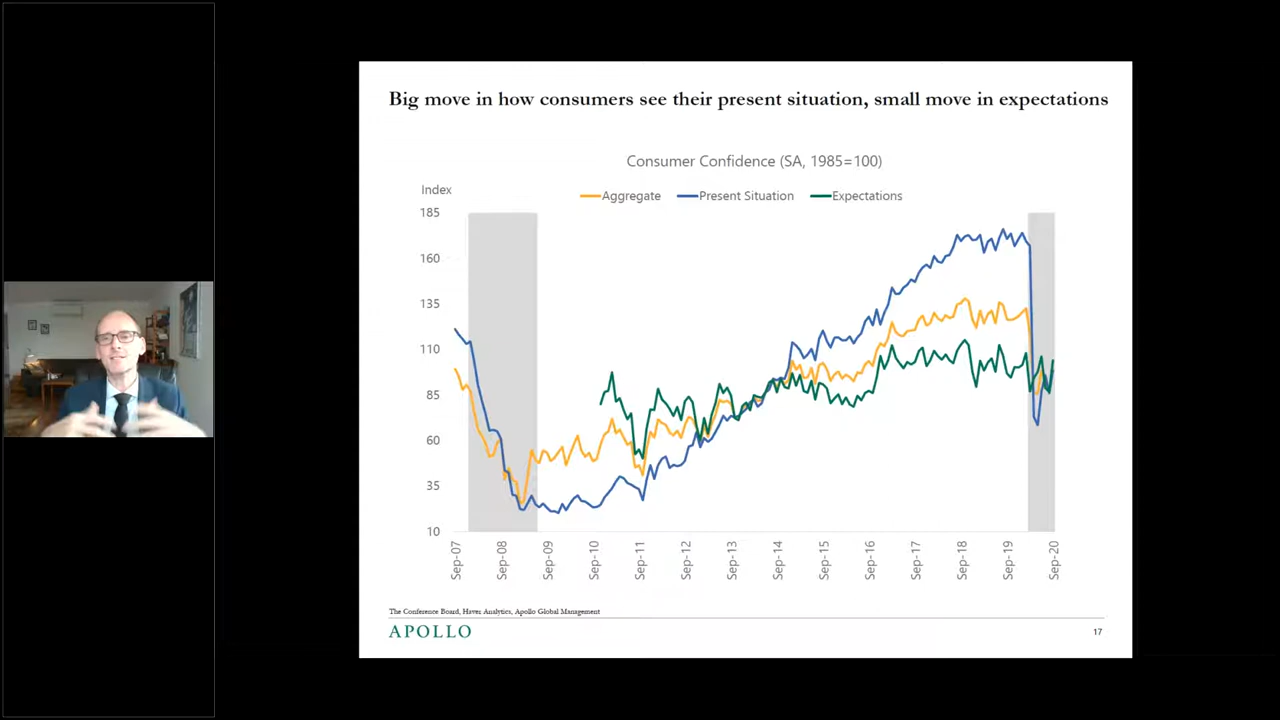 Big move in how consumers see their present situation, small move in expectations
Consumer Confidence (SA, 1985=100)
Index
Aggregate Present Situation Expectations
185
160
135
110
85
60
35
10
Sep-07 Sep-08 Sep-09 Sep-10 Sep-11 Sep-12 Sep-13 Sep-14 Sep-15 Sep-16 Sep-17 Sep-18 Sep-19 Sep-20
The Conference Board, Haver Analytics, Apollo Global Management
APOLLO
17